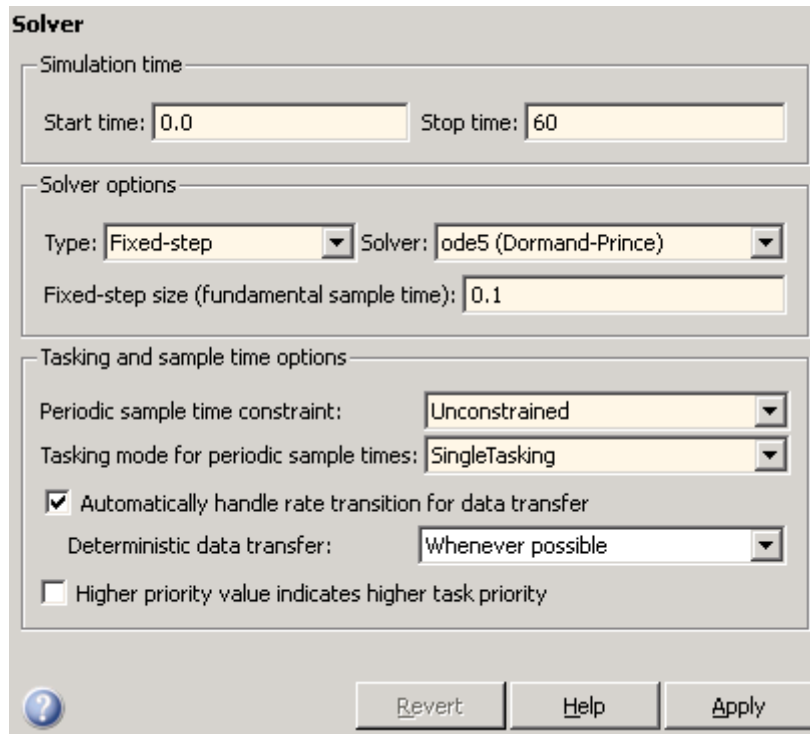 Solver
Simulation time
Start time: 0.0 Stop time: 60
Solver options
Type: Fixed-step Solver: ode5 (Dormand-Prince)
Fixed-step size (fundamental sample time): 0.1
Tasking and sample time options
Periodic sample time constraint: Unconstrained
Tasking mode for periodic sample times: SingleTasking
Automatically handle rate transition for data transfer
Deterministic data transfer: Whenever possible
Higher priority value indicates higher task priority
? Revert Help Apply